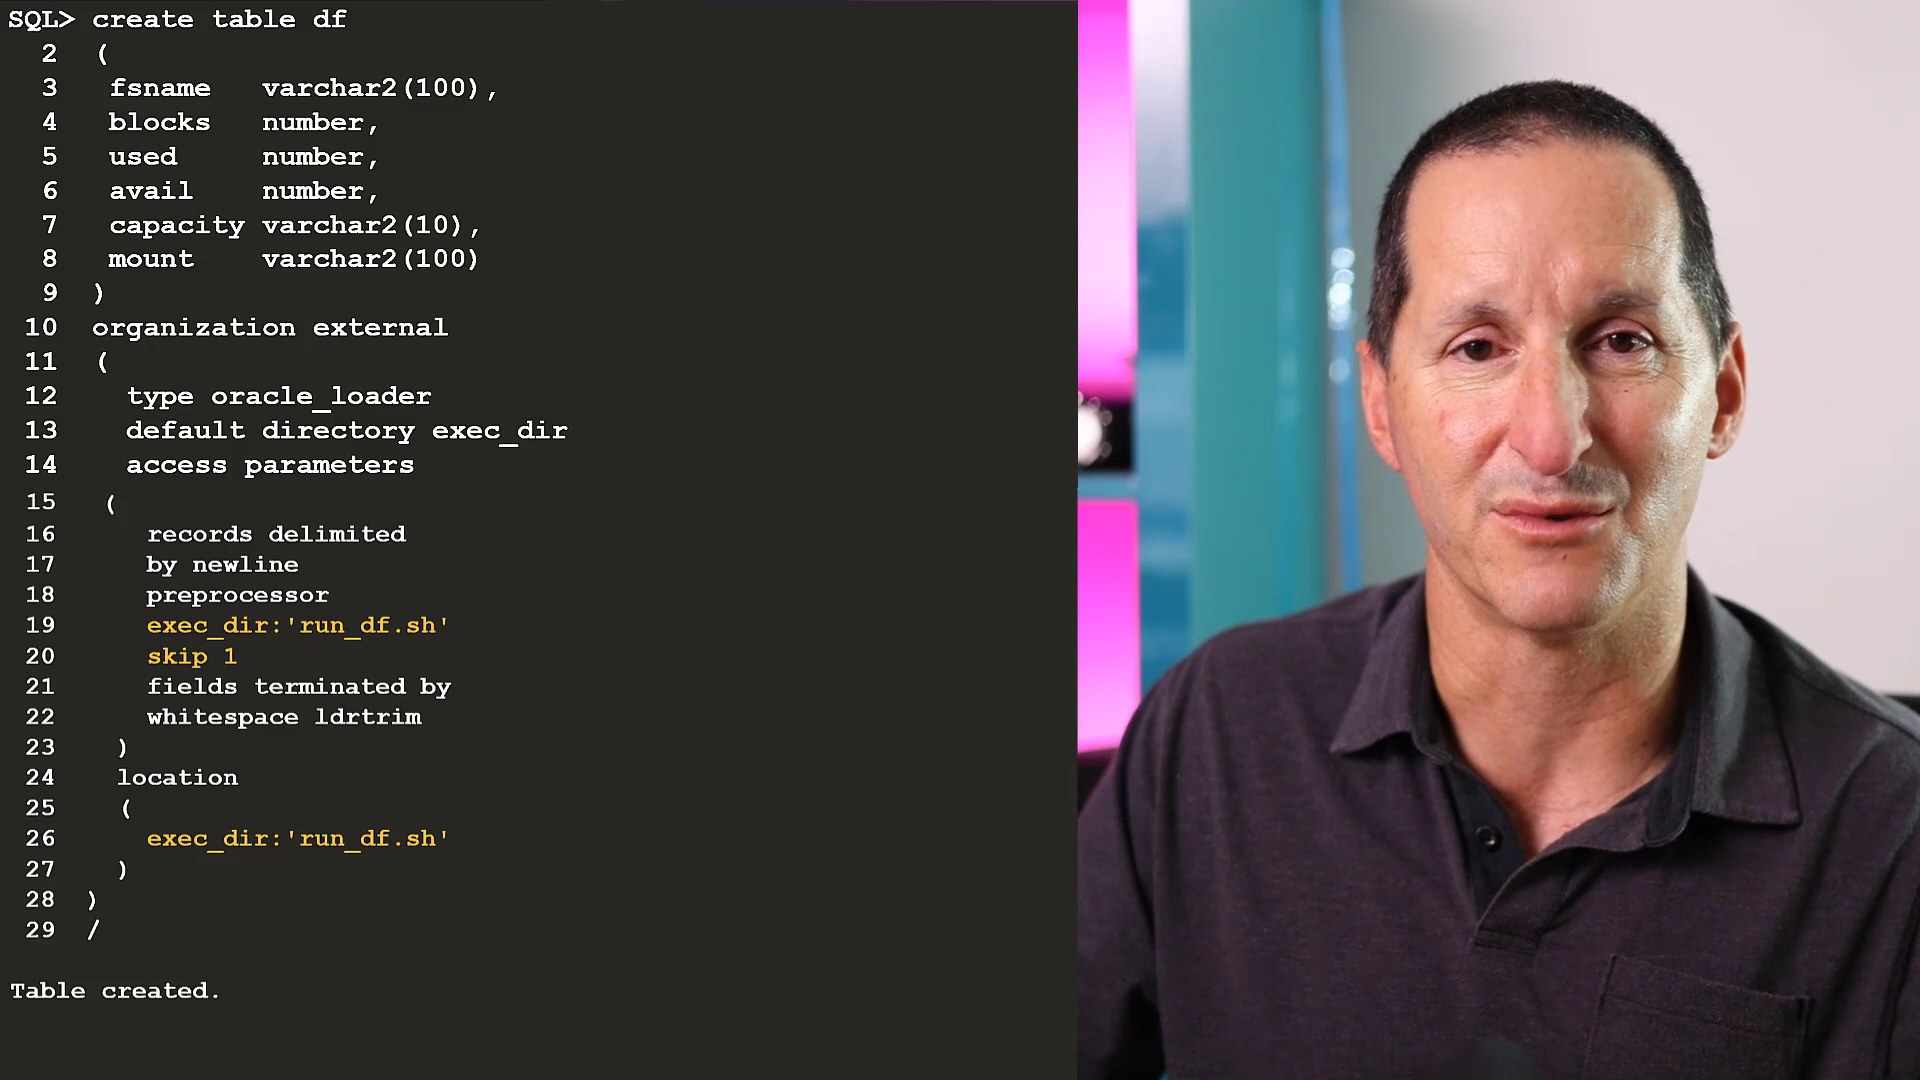 SQL> create table df
2 (
3 fsname varchar2(100),
4 blocks number,
5 used number,
6 avail number,
7 capacity varchar2(10),
8 mount varchar2(100)
9 )
10 organization external
11 (
12 type oracle_loader
13 default directory exec_dir
14 access parameters
15 (
16 records delimited
17 by newline
18 preprocessor
19 exec_dir:'run_df.sh'
20 skip 1
21 fields terminated by
22 whitespace ldrtrim
23 )
24 location
25 (
26 exec_dir:'run_df.sh'
27 )
28 )
29 /
Table created.